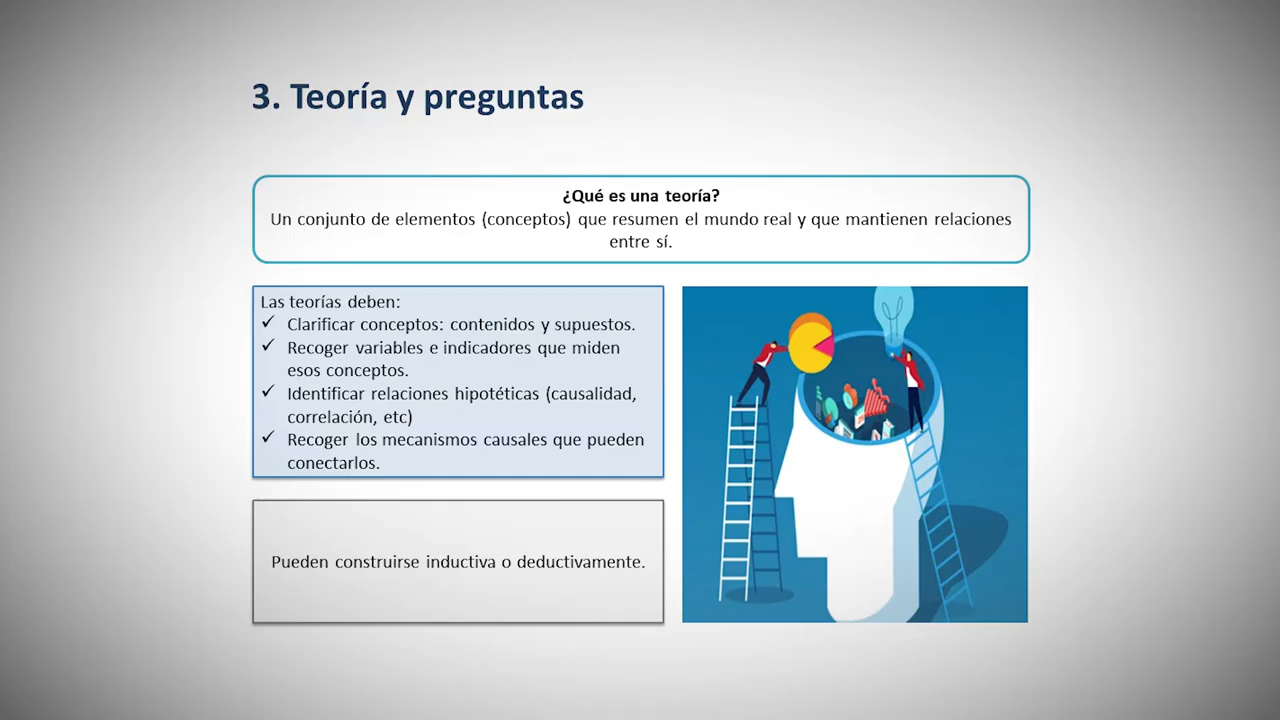 3. Teoría y preguntas
¿Qué es una teoría?
Un conjunto de elementos (conceptos) que resumen el mundo real y que mantienen relaciones
entre sí.
Las teorías deben:
✓ Clarificar conceptos: contenidos y supuestos.
✓ Recoger variables e indicadores que miden
esos conceptos.
✓ Identificar relaciones hipotéticas (causalidad,
correlación, etc)
✓ Recoger los mecanismos causales que pueden
conectarlos.
Pueden construirse inductiva o deductivamente.